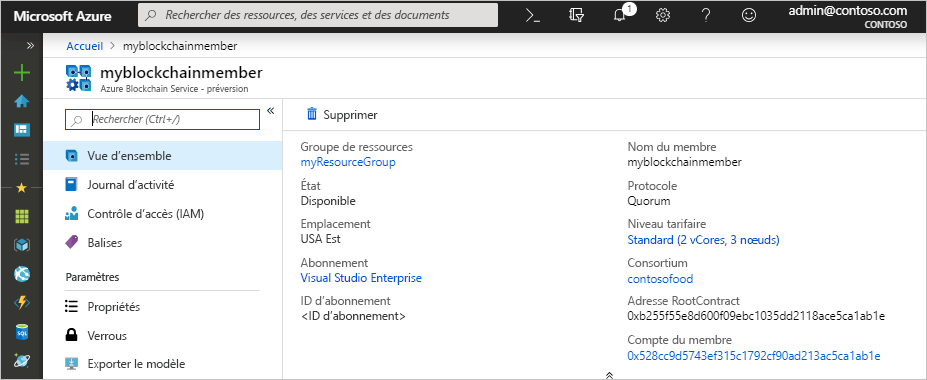 Microsoft Azure
Rechercher des ressources, des services et des documents
1
admin@contoso.com
CONTOSO
Accueil > myblockchainmember
myblockchainmember
Azure Blockchain Service - préversion
Rechercher (Ctrl+/)
Vue d'ensemble
Journal d'activité
Contrôle d'accès (IAM)
Balises
Paramètres
Propriétés
Verrous
Exporter le modèle
Supprimer
Groupe de ressources
myResourceGroup
État
Disponible
Emplacement
USA Est
Abonnement
Visual Studio Enterprise
ID d'abonnement
<ID d'abonnement>
Nom du membre
myblockchainmember
Protocole
Quorum
Niveau tarifaire
Standard (2 vCores, 3 nœuds)
Consortium
contosofood
Adresse RootContract
0xb255f55e8d600f09ebc1035dd2118ace5ca1ab1e
Compte du membre
0x528cc9d5743ef315c1792cf90ad213ac5ca1ab1e